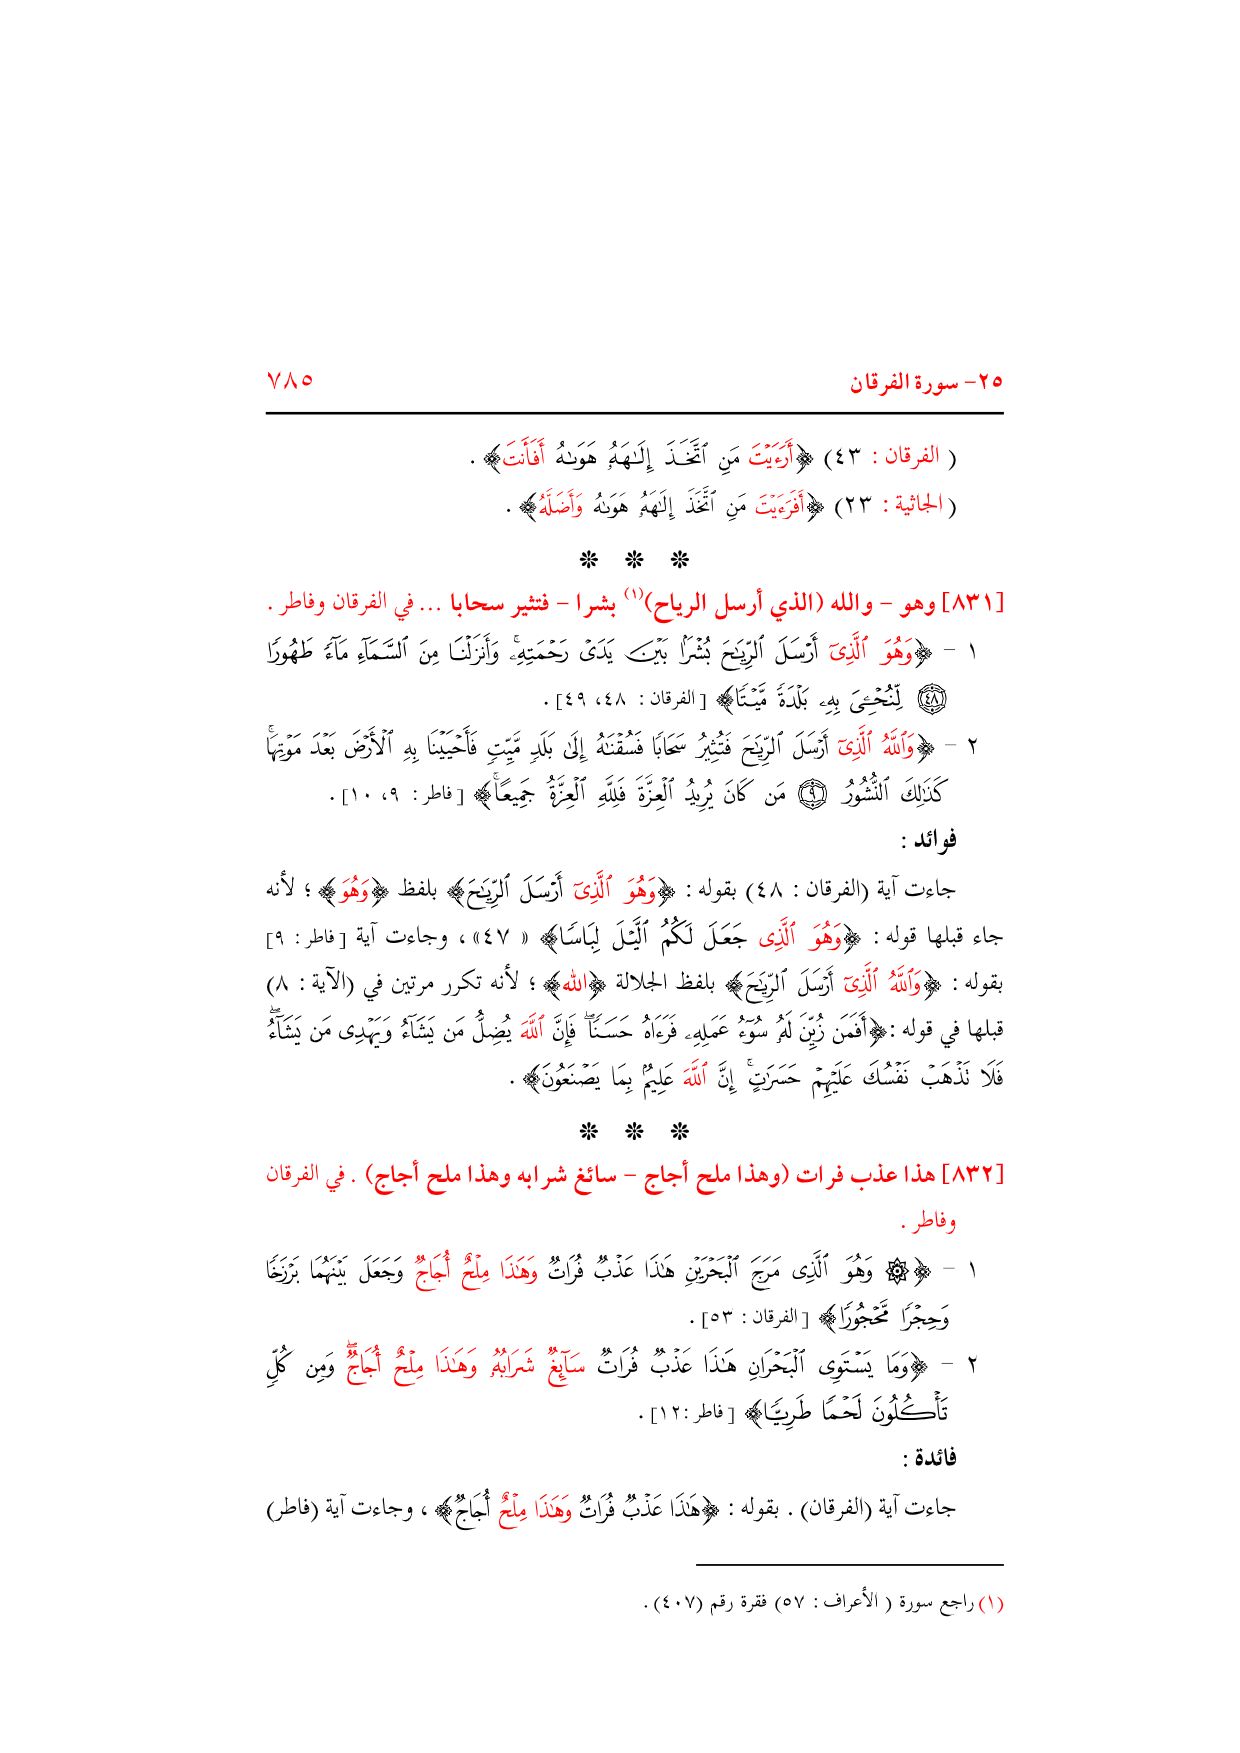 ٢٥- سورة الفرقان ٧٨٥
( الفرقان : ٤٣) ﴿أَرَءَيْتَ مَنِ ٱتَّخَذَ إِلَـٰهَهُۥ هَوَىٰهُ أَفَأَنتَ﴾ .
( الجاثية : ٢٣) ﴿أَفَرَءَيْتَ مَنِ ٱتَّخَذَ إِلَـٰهَهُۥ هَوَىٰهُ وَأَضَلَّهُ﴾ .
* * *
[٨٣١] وهو – والله (الذي أرسل الرياح)(١) بشرا – فتثير سحابا ... في الفرقان وفاطر .
١ – ﴿وَهُوَ ٱلَّذِىٓ أَرْسَلَ ٱلرِّيَـٰحَ بُشْرًۢا بَيْنَ يَدَىْ رَحْمَتِهِۦۚ وَأَنزَلْنَا مِنَ ٱلسَّمَآءِ مَآءً طَهُورًا
٤٨ لِّنُحْـِۧىَ بِهِۦ بَلْدَةً مَّيْتًا﴾ [الفرقان : ٤٨، ٤٩] .
٢ – ﴿وَٱللَّهُ ٱلَّذِىٓ أَرْسَلَ ٱلرِّيَـٰحَ فَتُثِيرُ سَحَابًا فَسُقْنَـٰهُ إِلَىٰ بَلَدٍ مَّيِّتٍ فَأَحْيَيْنَا بِهِ ٱلْأَرْضَ بَعْدَ مَوْتِهَاۚ
كَذَٰلِكَ ٱلنُّشُورُ ٩ مَن كَانَ يُرِيدُ ٱلْعِزَّةَ فَلِلَّهِ ٱلْعِزَّةُ جَمِيعًاۚ﴾ [فاطر : ٩، ١٠] .
فوائد :
جاءت آية (الفرقان : ٤٨) بقوله : ﴿وَهُوَ ٱلَّذِىٓ أَرْسَلَ ٱلرِّيَـٰحَ﴾ بلفظ ﴿وَهُوَ﴾ ؛ لأنه
جاء قبلها قوله : ﴿وَهُوَ ٱلَّذِى جَعَلَ لَكُمُ ٱلَّيْلَ لِبَاسًا﴾ « ٤٧» ، وجاءت آية [فاطر : ٩]
بقوله : ﴿وَٱللَّهُ ٱلَّذِىٓ أَرْسَلَ ٱلرِّيَـٰحَ﴾ بلفظ الجلالة ﴿الله﴾ ؛ لأنه تكرر مرتين في (الآية : ٨)
قبلها في قوله :﴿أَفَمَن زُيِّنَ لَهُۥ سُوٓءُ عَمَلِهِۦ فَرَءَاهُ حَسَنًاۖ فَإِنَّ ٱللَّهَ يُضِلُّ مَن يَشَآءُ وَيَهْدِى مَن يَشَآءُۖ
فَلَا تَذْهَبْ نَفْسُكَ عَلَيْهِمْ حَسَرَٰتٍۚ إِنَّ ٱللَّهَ عَلِيمٌۢ بِمَا يَصْنَعُونَ﴾ .
* * *
[٨٣٢] هذا عذب فرات (وهذا ملح أجاج – سائغ شرابه وهذا ملح أجاج) . في الفرقان
وفاطر .
١ – ﴿۞ وَهُوَ ٱلَّذِى مَرَجَ ٱلْبَحْرَيْنِ هَـٰذَا عَذْبٌ فُرَاتٌ وَهَـٰذَا مِلْحٌ أُجَاجٌ وَجَعَلَ بَيْنَهُمَا بَرْزَخًا
وَحِجْرًا مَّحْجُورًا﴾ [الفرقان : ٥٣] .
٢ – ﴿وَمَا يَسْتَوِى ٱلْبَحْرَانِ هَـٰذَا عَذْبٌ فُرَاتٌ سَآئِغٌ شَرَابُهُۥ وَهَـٰذَا مِلْحٌ أُجَاجٌۖ وَمِن كُلٍّ
تَأْكُلُونَ لَحْمًا طَرِيًّا﴾ [فاطر :١٢] .
فائدة :
جاءت آية (الفرقان) . بقوله : ﴿هَـٰذَا عَذْبٌ فُرَاتٌ وَهَـٰذَا مِلْحٌ أُجَاجٌ﴾ ، وجاءت آية (فاطر)
(١) راجع سورة ( الأعراف : ٥٧) فقرة رقم (٤٠٧) .